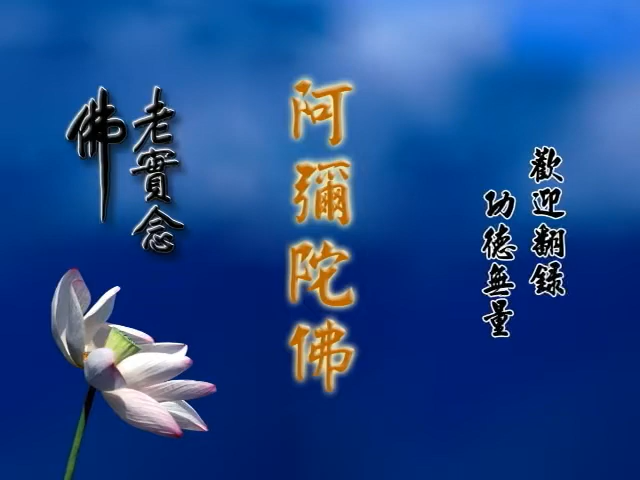 歡迎翻録
功德無量
阿彌陀佛
老實念
佛